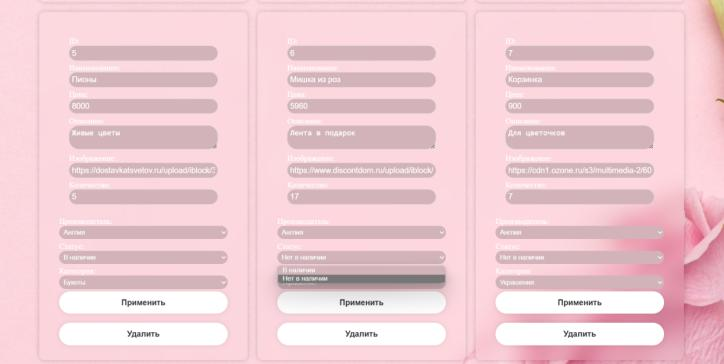 ID:
5
Наименование:
Пионы
Цена:
8000
Описание:
Живые цветы
Изображение:
https://dostavkatsvetov.ru/upload/iblock/
Количество:
5
Производитель:
Англия
Статус:
В наличии
Категория:
Букеты
Применить
Удалить
ID:
6
Наименование:
Мишка из роз
Цена:
5960
Описание:
Лента в подарок
Изображение:
https://www.discontdom.ru/upload/iblock/
Количество:
17
Производитель:
Англия
Статус:
Нет в наличии
В наличии
Нет в наличии
Применить
Удалить
ID:
7
Наименование:
Корзинка
Цена:
900
Описание:
Для цветочков
Изображение:
https://cdn1.ozone.ru/s3/multimedia-2/60
Количество:
7
Производитель:
Англия
Статус:
Нет в наличии
Категория:
Украшения
Применить
Удалить